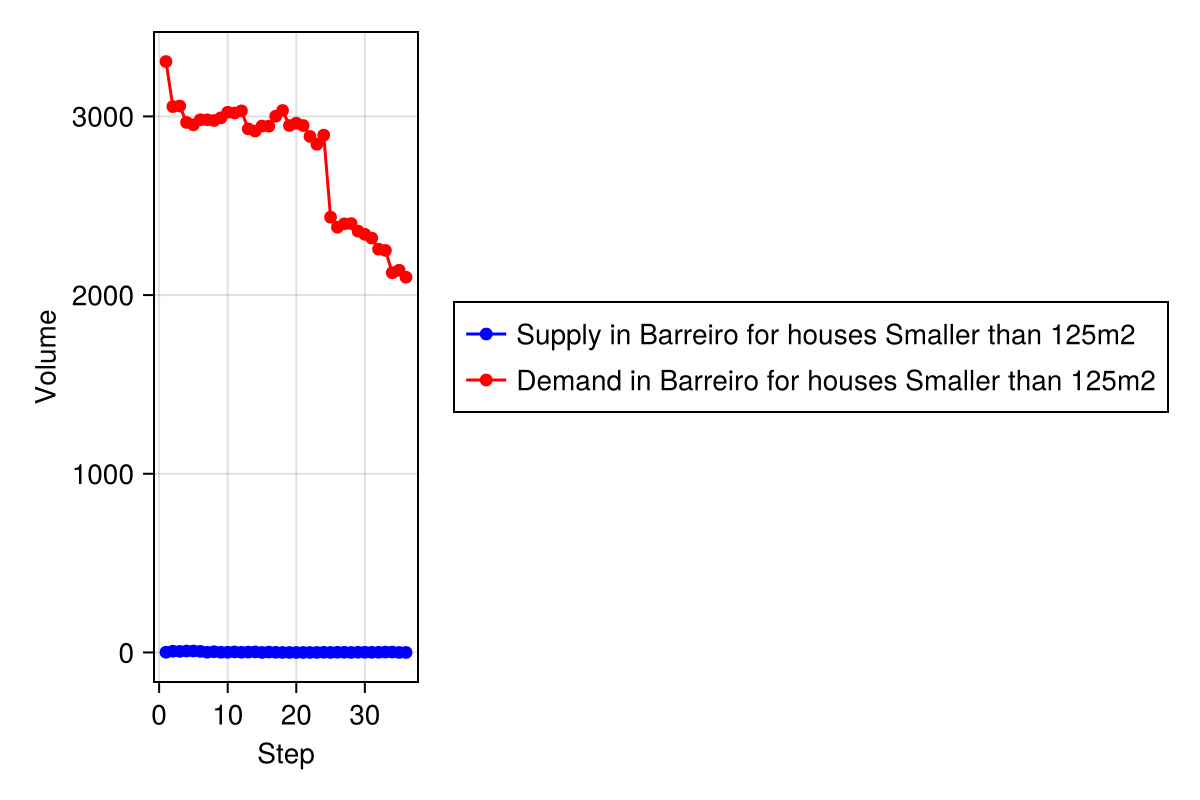 3000
2000
1000
0
Volume
0 10 20 30
Step
Supply in Barreiro for houses Smaller than 125m2
Demand in Barreiro for houses Smaller than 125m2